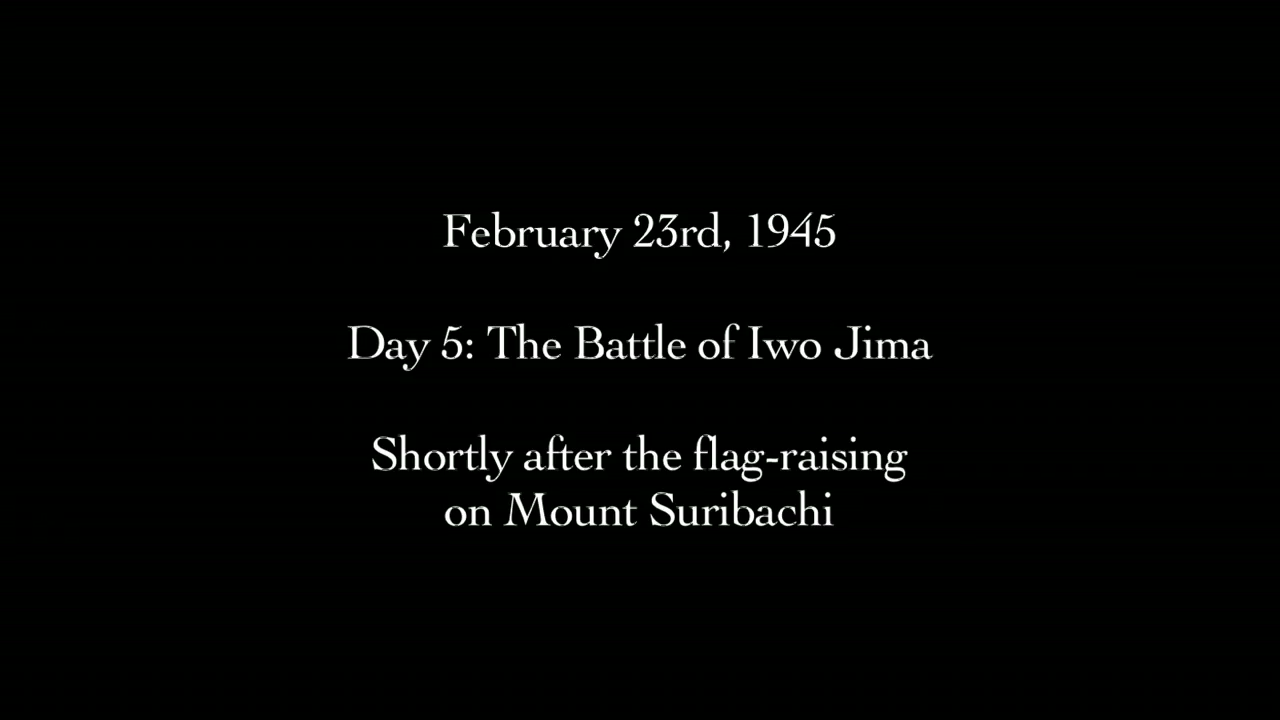 February 23rd, 1945
Day 5: The Battle of Iwo Jima
Shortly after the flag-raising
on Mount Suribachi